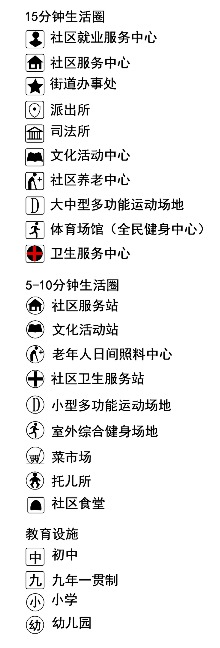 15分钟生活圈
社区就业服务中心
社区服务中心
街道办事处
派出所
司法所
文化活动中心
社区养老中心
D 大中型多功能运动场地
体育场馆（全民健身中心）
卫生服务中心
5-10分钟生活圈
社区服务站
文化活动站
老年人日间照料中心
社区卫生服务站
D 小型多功能运动场地
室外综合健身场地
菜市场
托儿所
社区食堂
教育设施
中 初中
九 九年一贯制
小 小学
幼 幼儿园